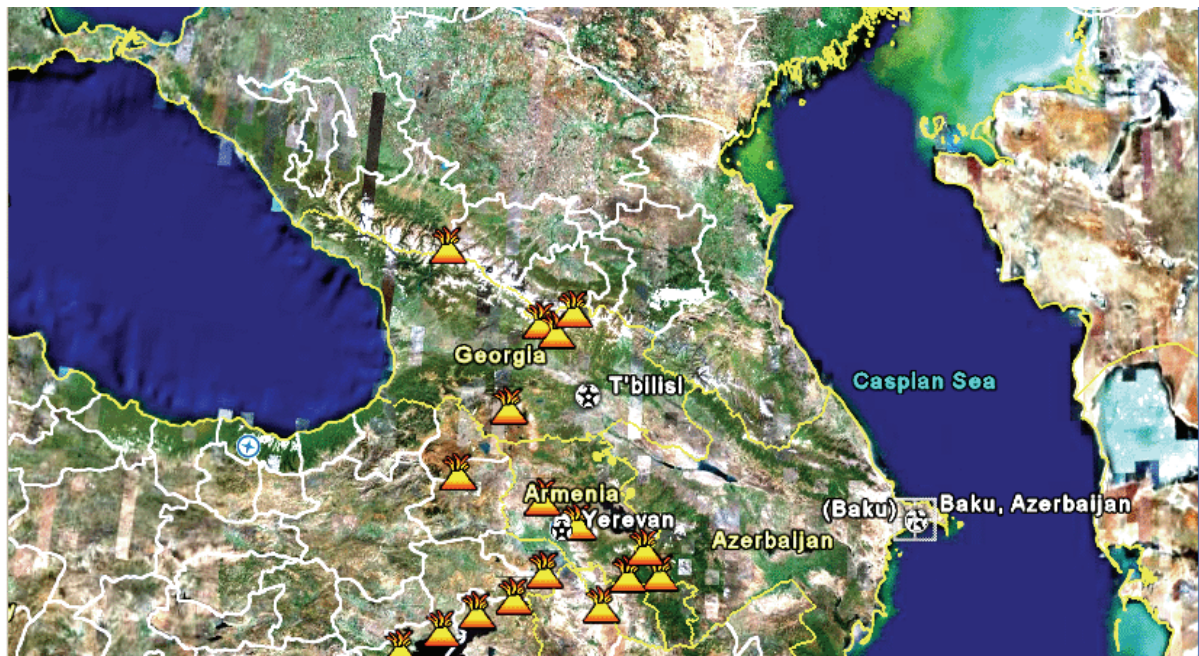 Georgia
T'bilisi
Caspian Sea
Armenia
Yerevan
(Baku)
Baku, Azerbaijan
Azerbaijan